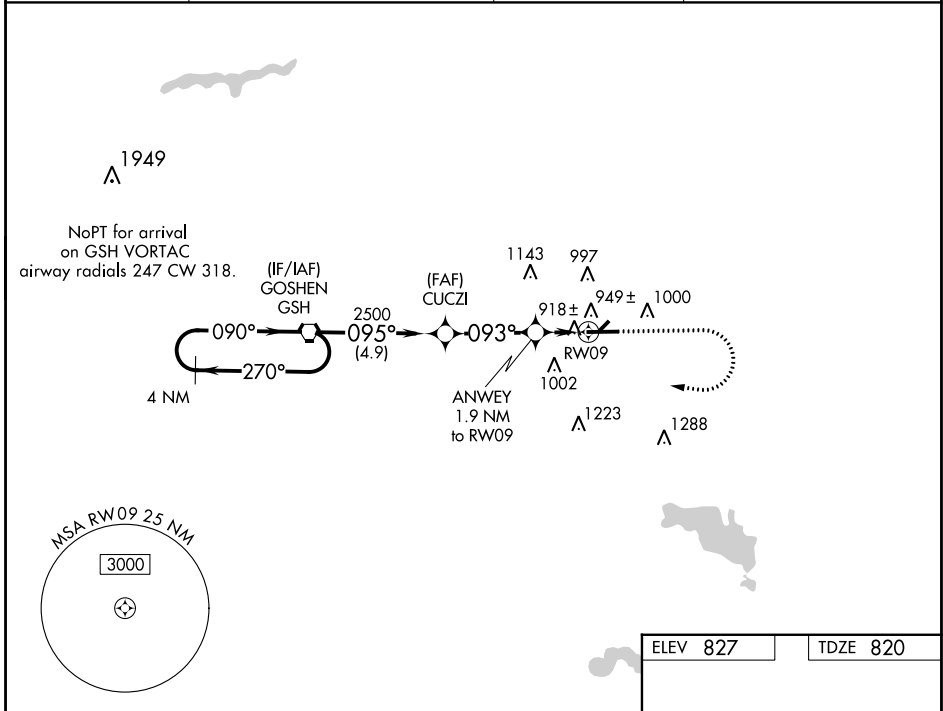 1949
NoPT for arrival
on GSH VORTAC
airway radials 247 CW 318.
(IF/IAF)
GOSHEN
GSH
090°
270°
4 NM
2500
095°
(4.9)
(FAF)
CUCZI
093°
1143
997
918±
949±
1000
RW09
1002
ANWEY
1.9 NM
to RW09
1223
1288
MSA RW09 25 NM
3000
ELEV 827
TDZE 820